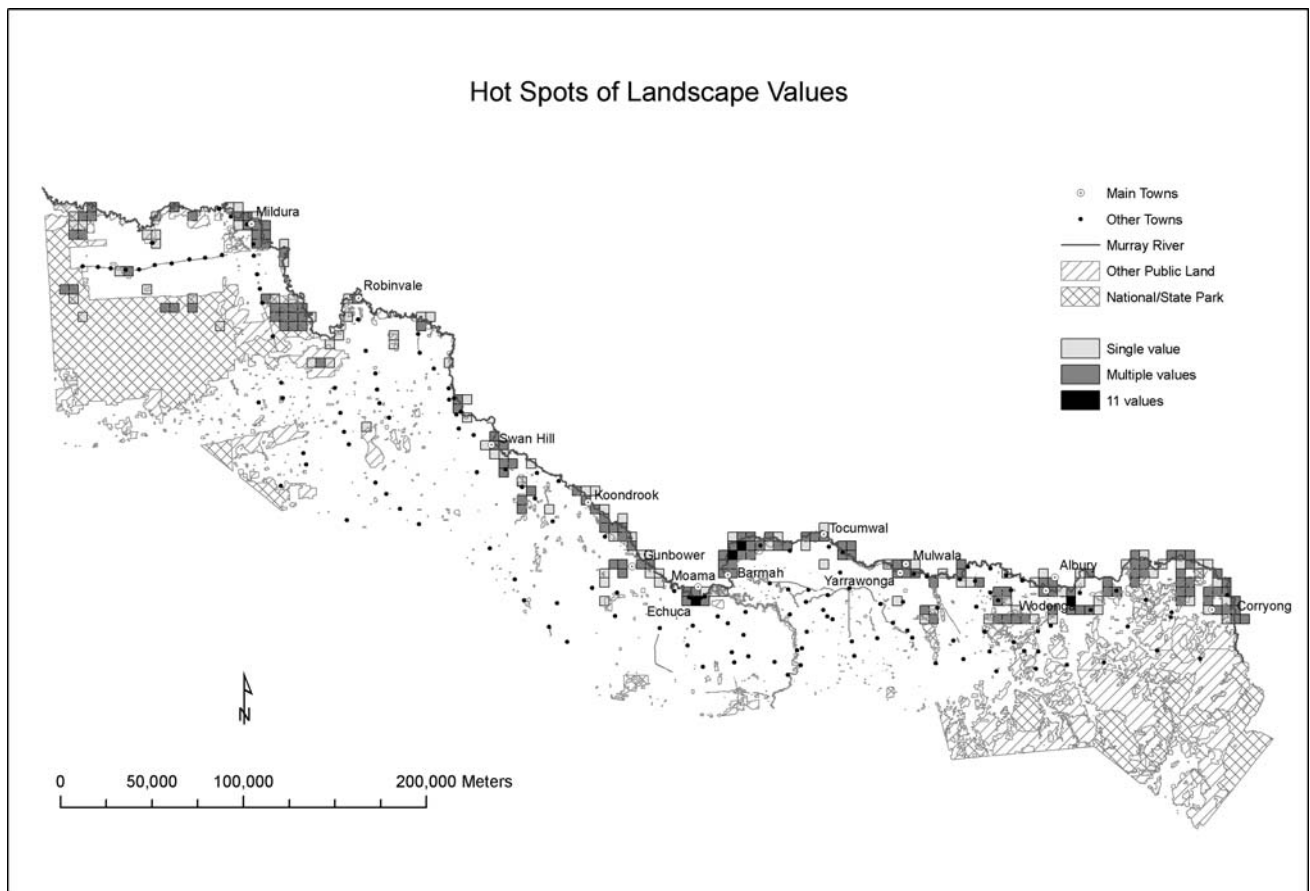 Hot Spots of Landscape Values
Main Towns
Other Towns
Murray River
Other Public Land
National/State Park
Single value
Multiple values
11 values
Mildura
Robinvale
Swan Hill
Koondrook
Tocumwal
Gunbower
Mulwala
Moama
Barmah
Albury
Yarrawonga
Echuca
Wodonga
Corryong
N
0 50,000 100,000 200,000 Meters